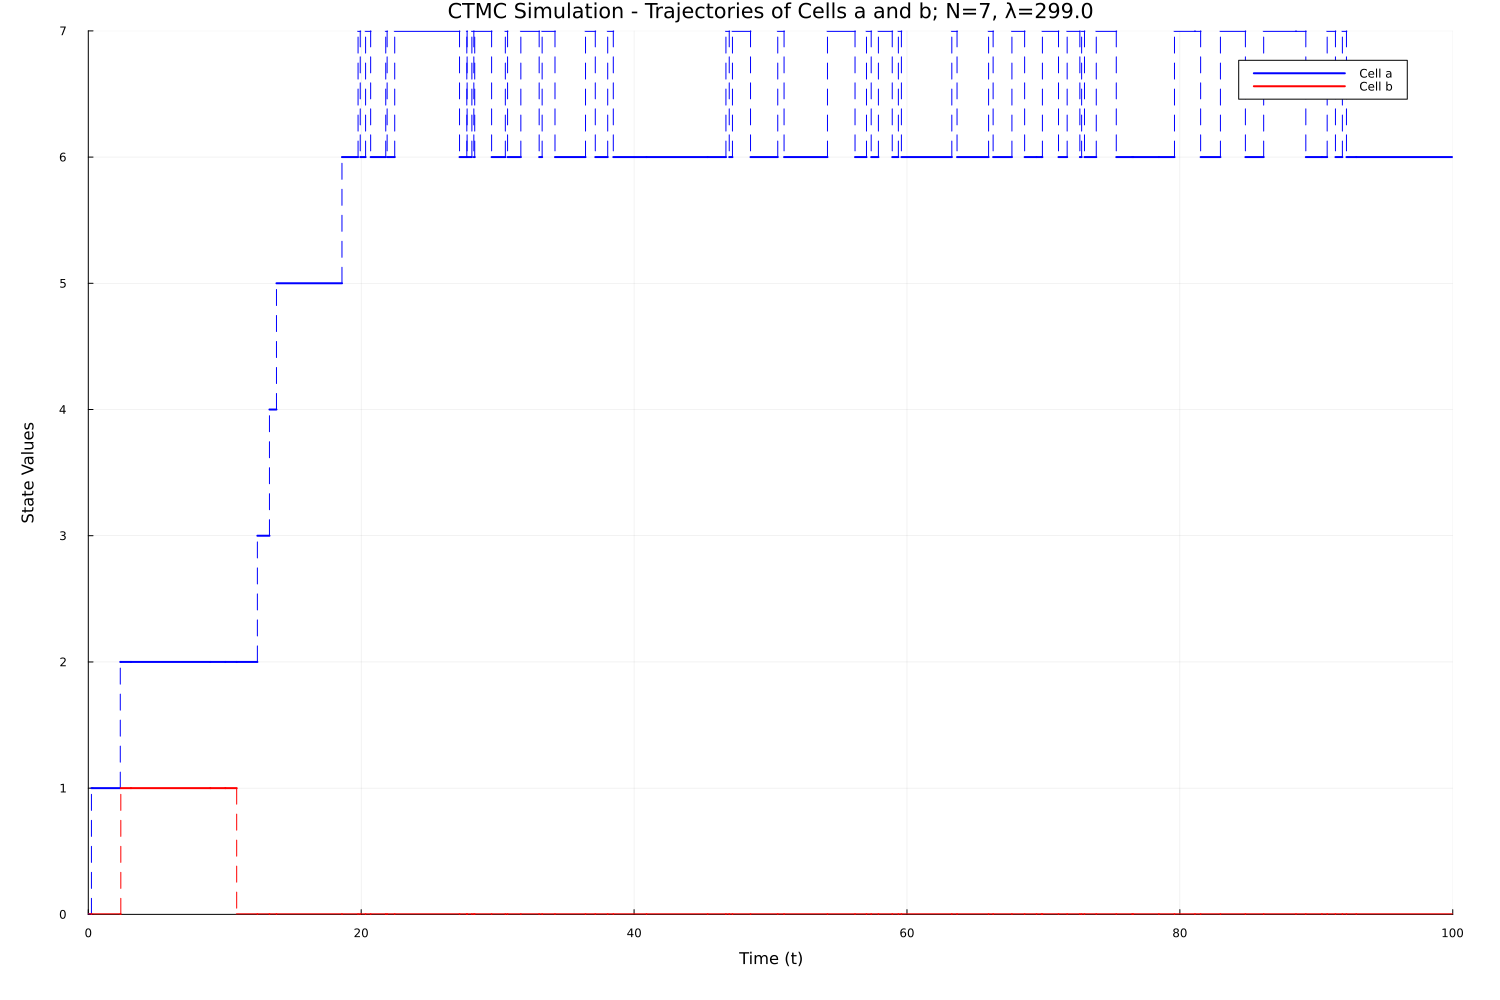 CTMC Simulation - Trajectories of Cells a and b; N=7, λ=299.0
7
Cell a
Cell b
6
5
4
State Values
3
2
1
0
0 20 40 60 80 100
Time (t)